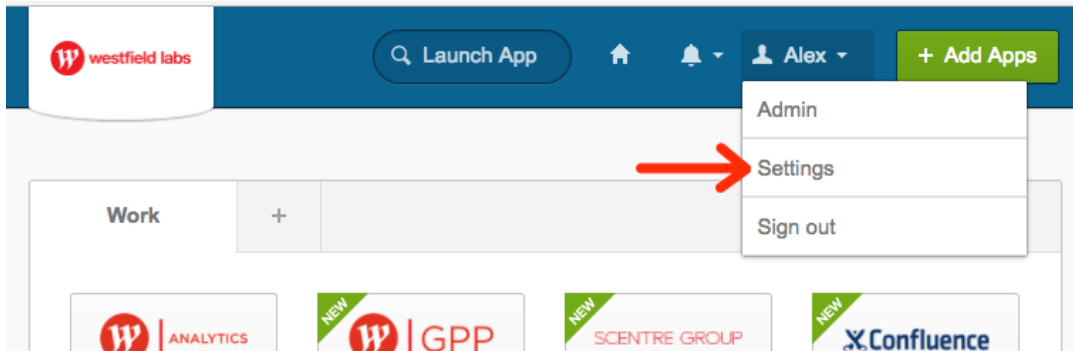 W westfield labs
Launch App
Alex
+ Add Apps
Admin
Settings
Sign out
Work
+
W ANALYTICS
NEW
W GPP
NEW
SCENTRE GROUP
NEW
Confluence